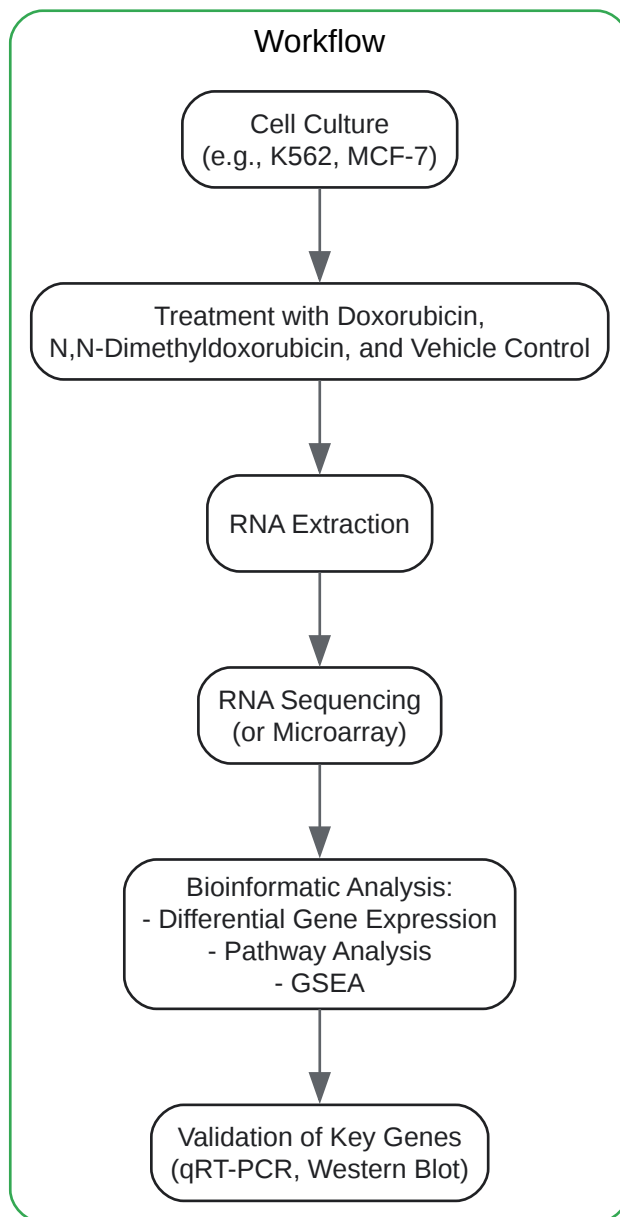 Workflow
Cell Culture
(e.g., K562, MCF-7)
Treatment with Doxorubicin,
N,N-Dimethyldoxorubicin, and Vehicle Control
RNA Extraction
RNA Sequencing
(or Microarray)
Bioinformatic Analysis:
- Differential Gene Expression
- Pathway Analysis
- GSEA
Validation of Key Genes
(qRT-PCR, Western Blot)